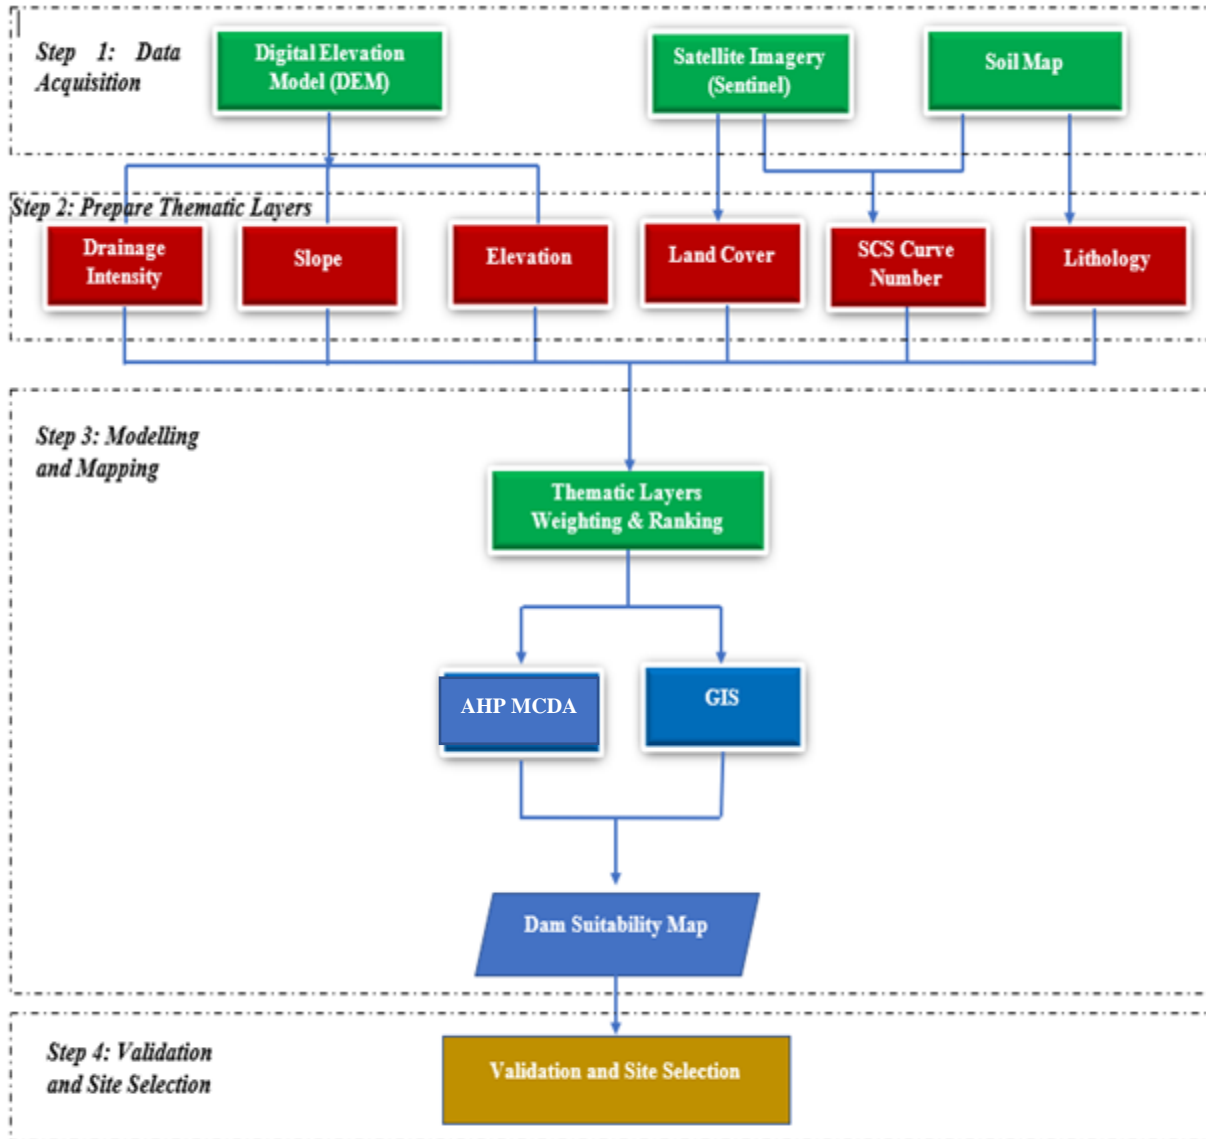 Step 1: Data
Acquisition
Digital Elevation
Model (DEM)
Satellite Imagery
(Sentinel)
Soil Map
Step 2: Prepare Thematic Layers
Drainage
Intensity
Slope
Elevation
Land Cover
SCS Curve
Number
Lithology
Step 3: Modelling
and Mapping
Thematic Layers
Weighting & Ranking
AHP MCDA
GIS
Dam Suitability Map
Step 4: Validation
and Site Selection
Validation and Site Selection